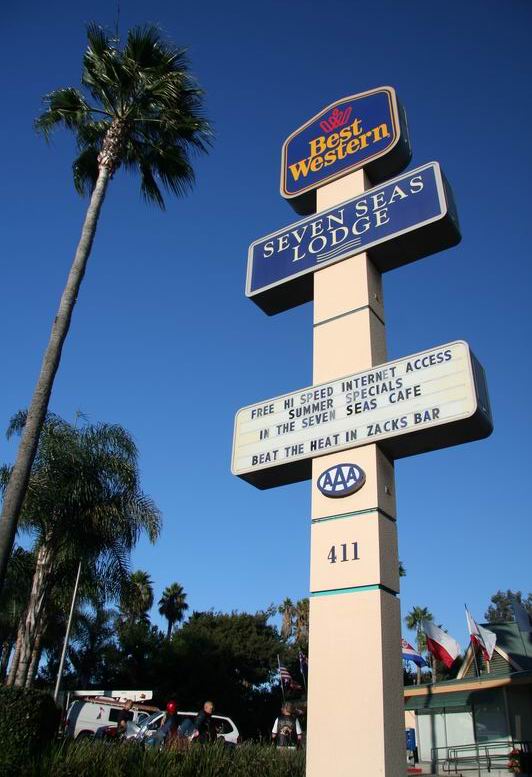 Best
Western
SEVEN SEAS
LODGE
FREE HI SPEED INTERNET ACCESS
SUMMER SPECIALS
IN THE SEVEN SEAS CAFE
BEAT THE HEAT IN ZACKS BAR
AAA
411